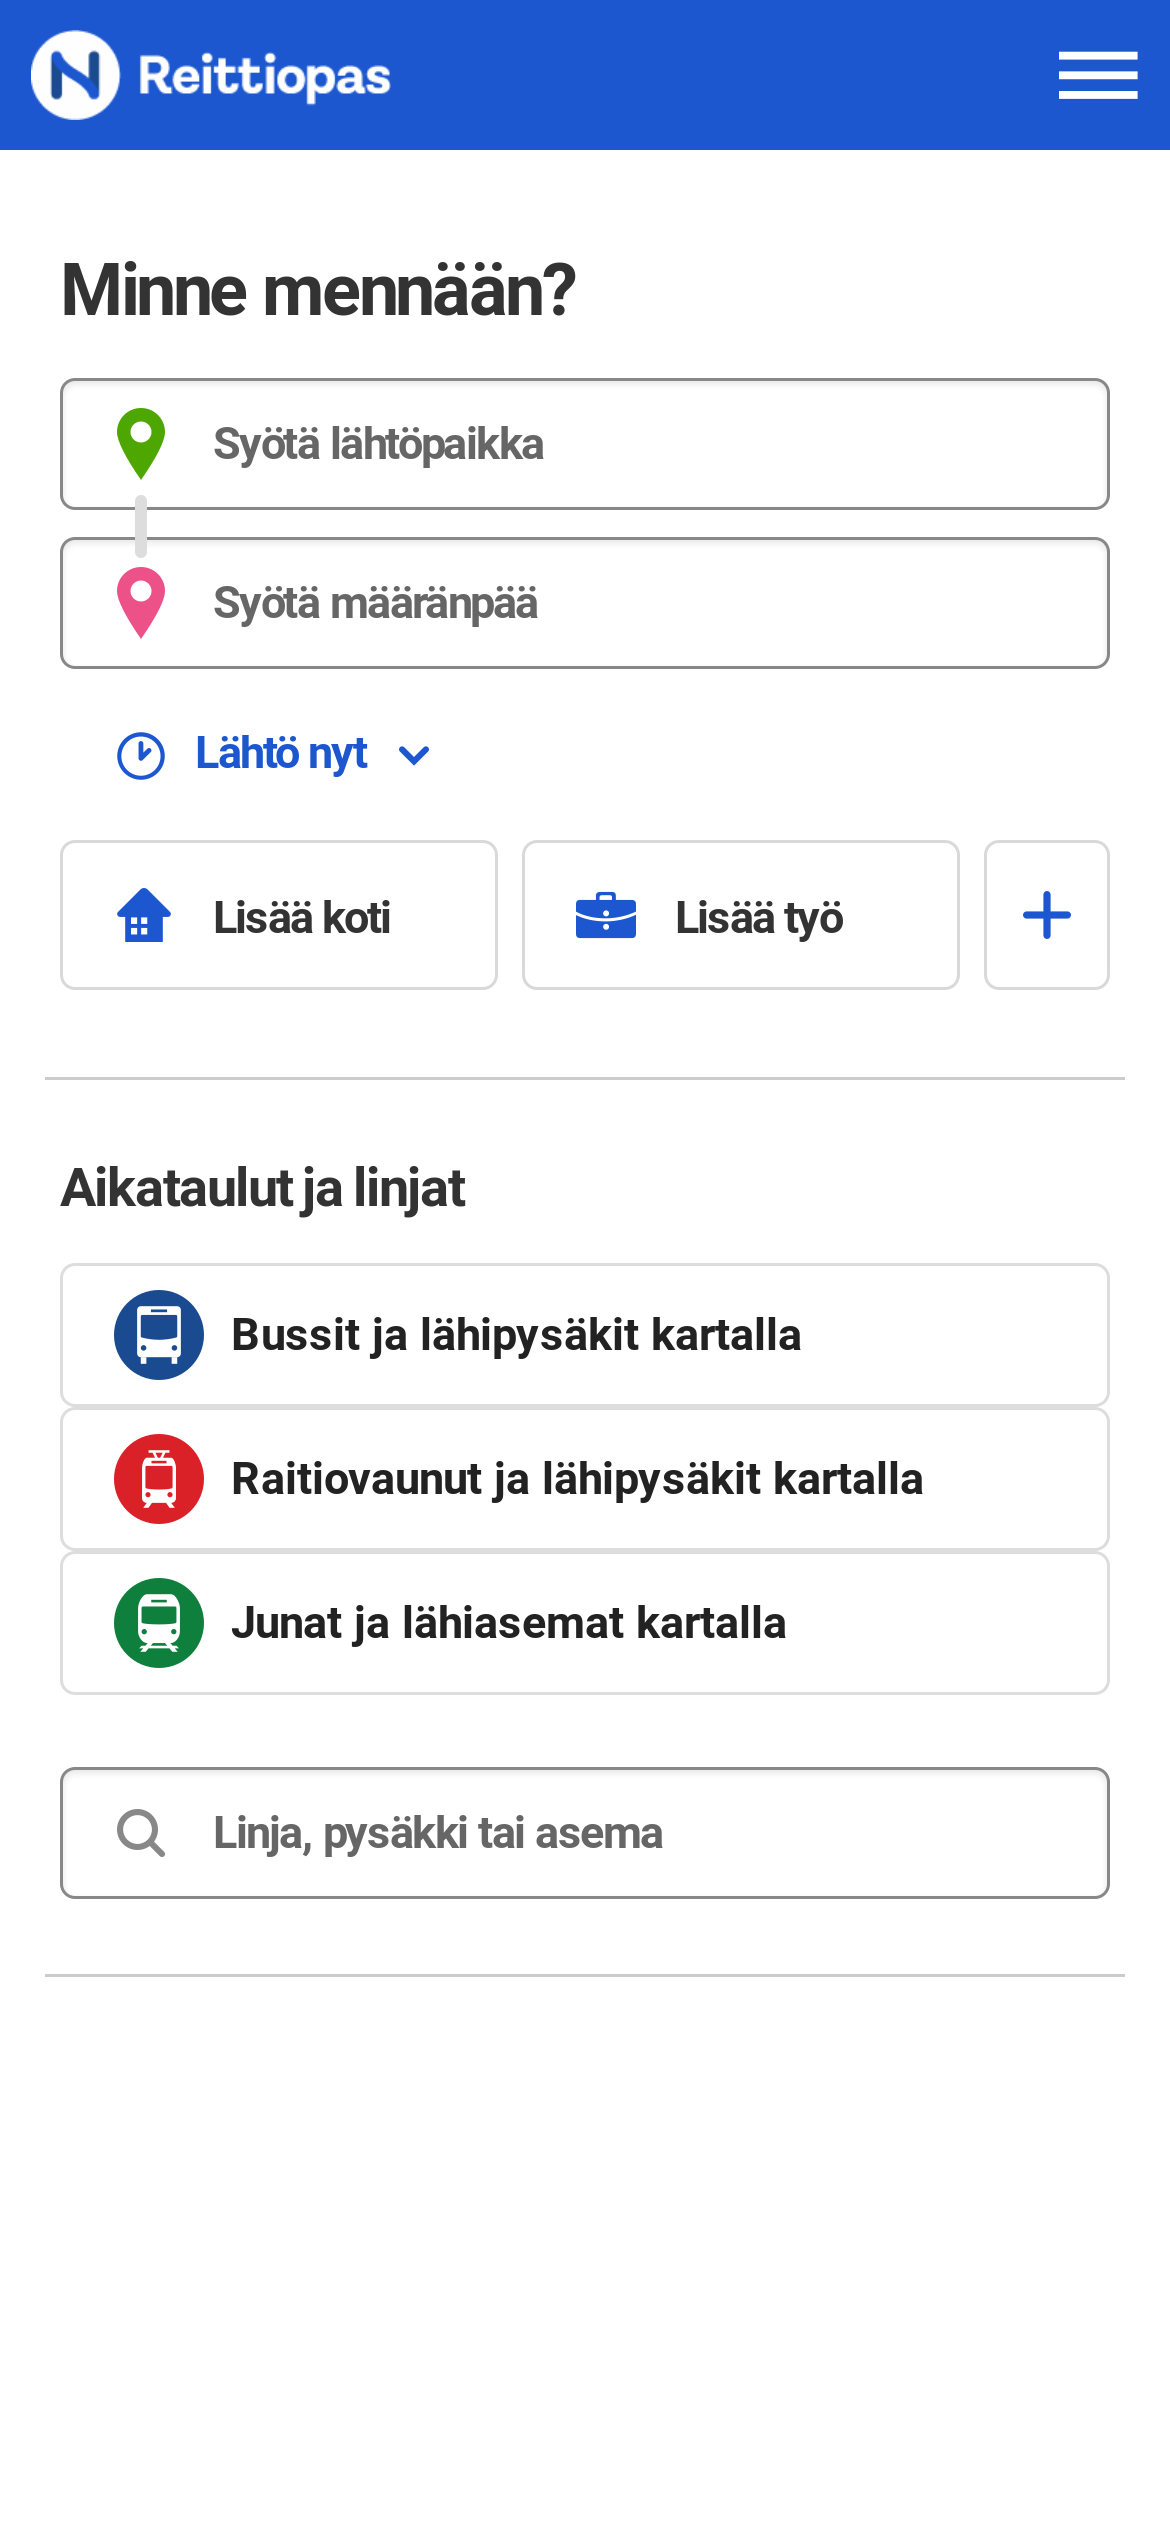 N Reittiopas
Minne mennään?
Syötä lähtöpaikka
Syötä määränpää
Lähtö nyt
Lisää koti
Lisää työ
Aikataulut ja linjat
Bussit ja lähipysäkit kartalla
Raitiovaunut ja lähipysäkit kartalla
Junat ja lähiasemat kartalla
Linja, pysäkki tai asema